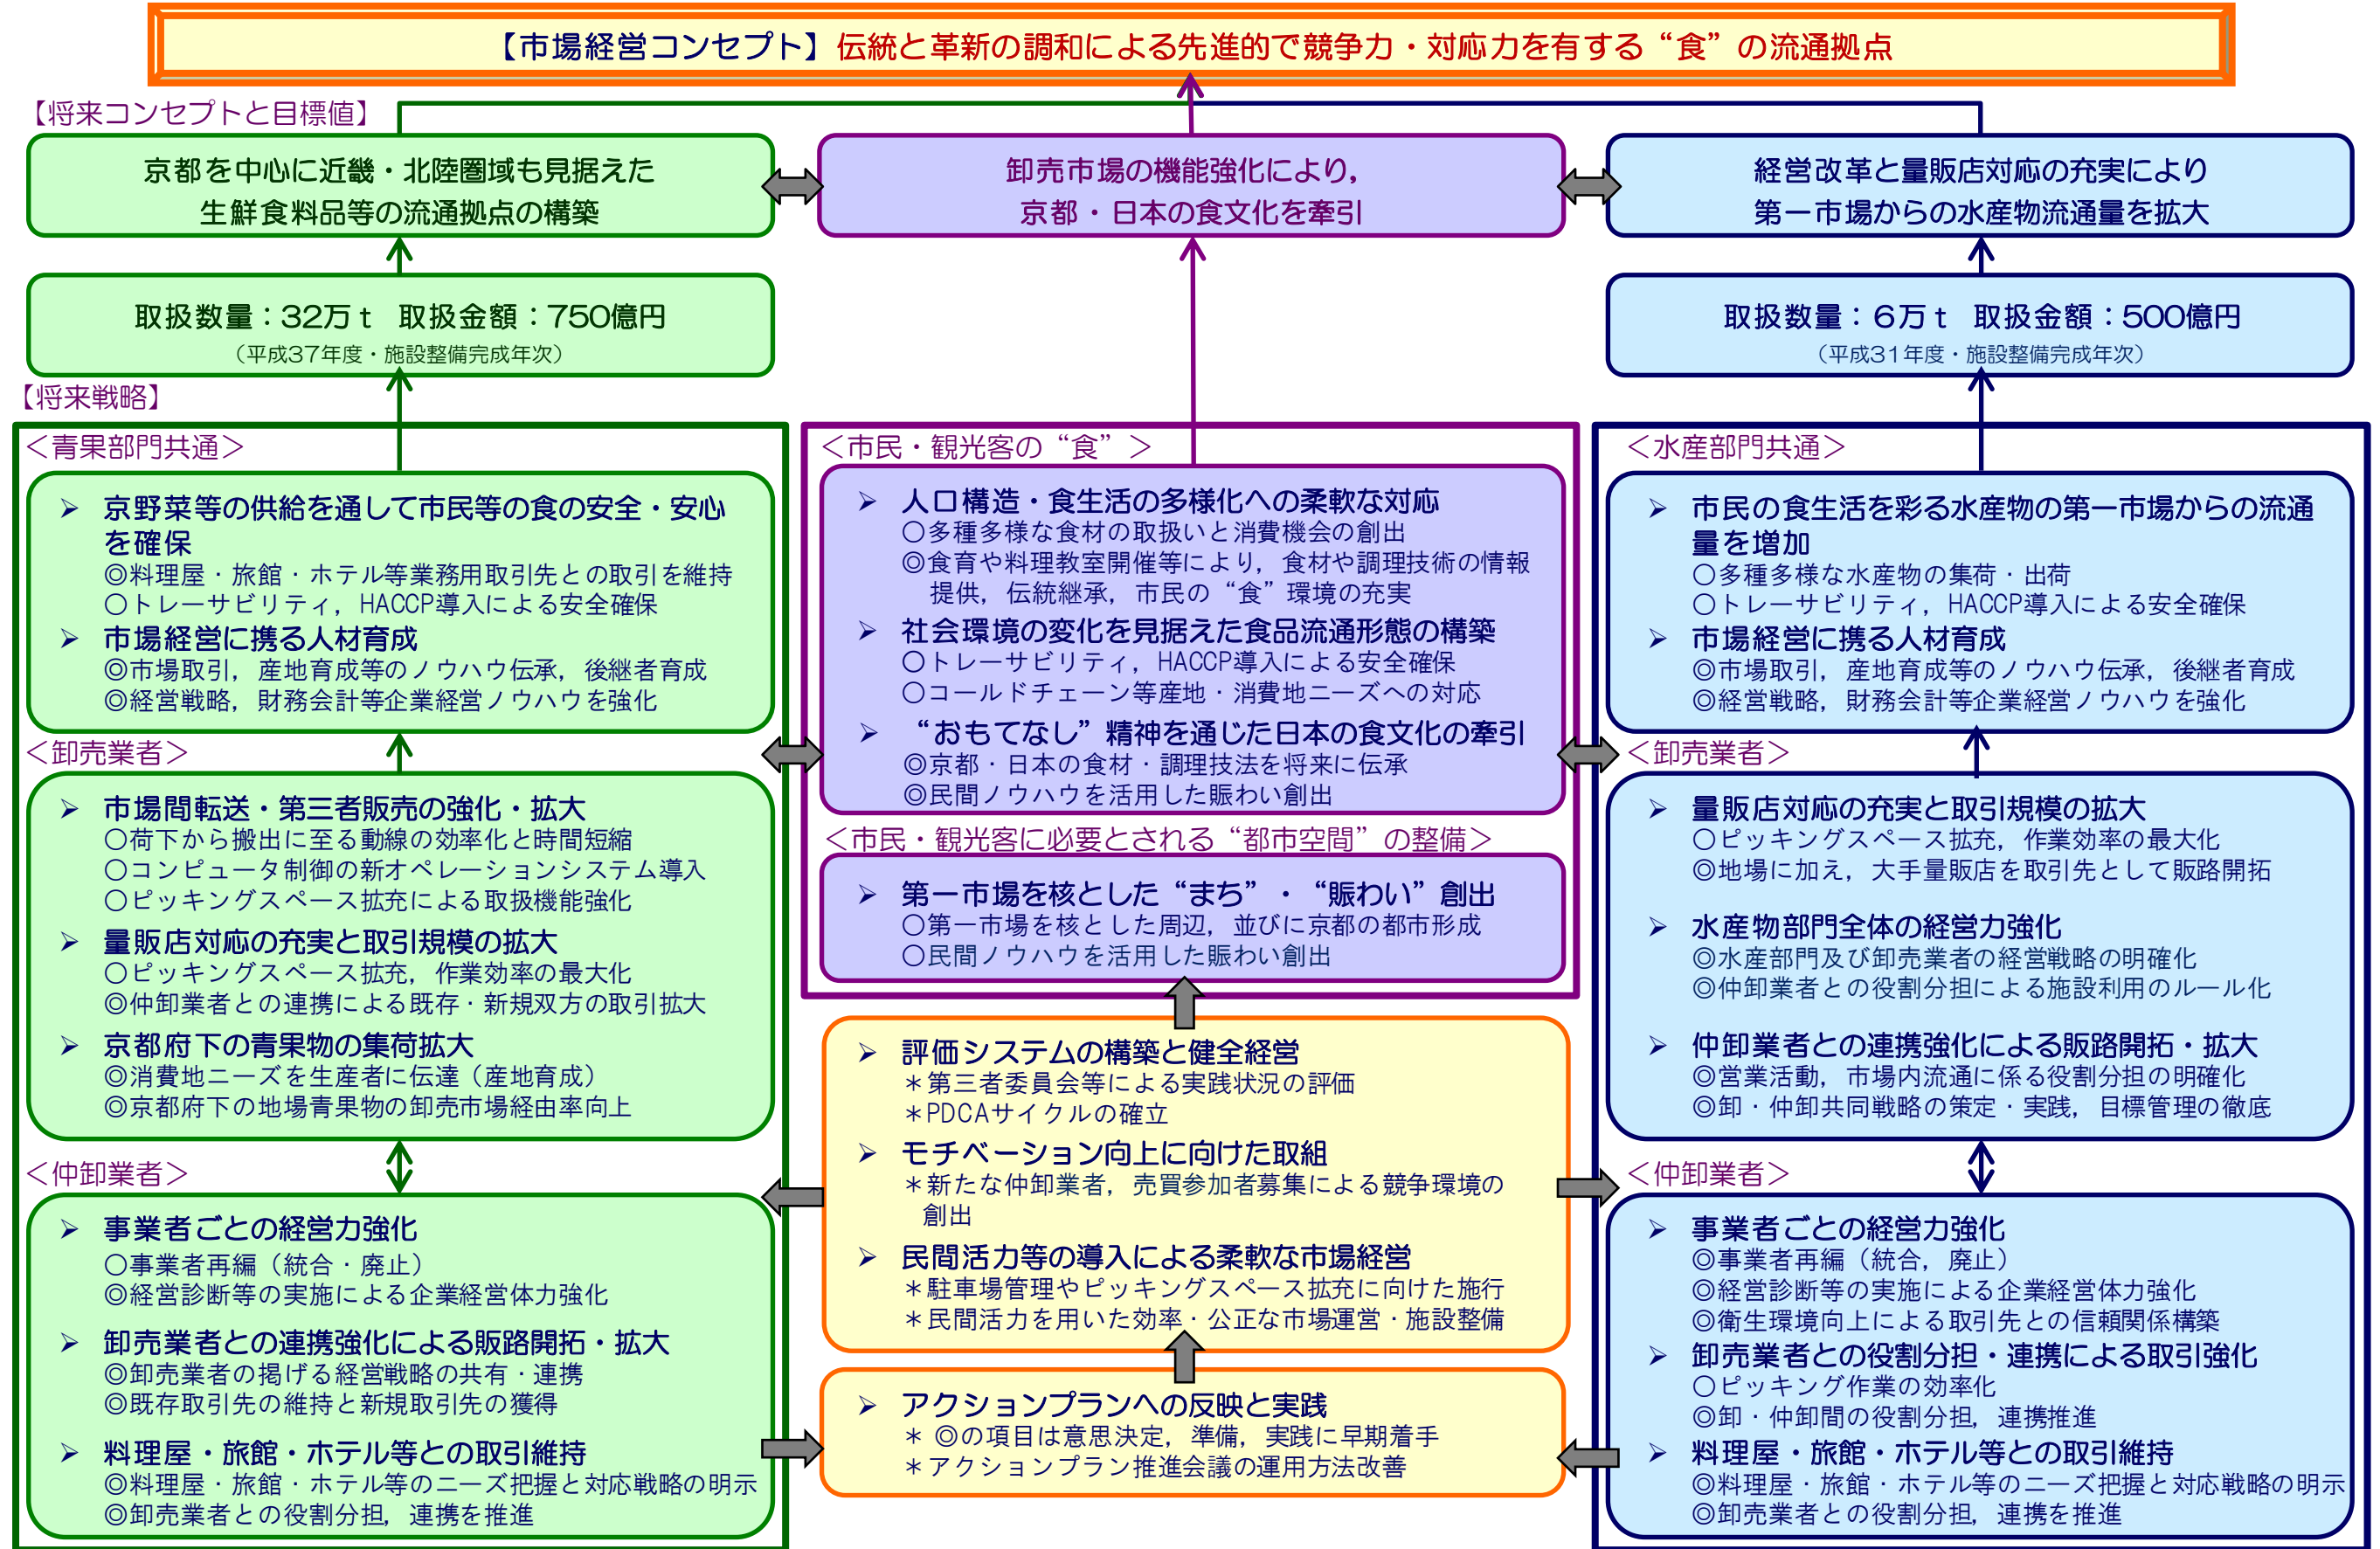 【市場経営コンセプト】伝統と革新の調和による先進的で競争力・対応力を有する“食”の流通拠点
【将来コンセプトと目標値】
京都を中心に近畿・北陸圏域も見据えた
生鮮食料品等の流通拠点の構築
卸売市場の機能強化により，
京都・日本の食文化を牽引
経営改革と量販店対応の充実により
第一市場からの水産物流通量を拡大
取扱数量：32万ｔ　取扱金額：750億円
（平成37年度・施設整備完成年次）
取扱数量：6万ｔ　取扱金額：500億円
（平成31年度・施設整備完成年次）
【将来戦略】
＜青果部門共通＞
➢ 京野菜等の供給を通して市民等の食の安全・安心
を確保
◎料理屋・旅館・ホテル等業務用取引先との取引を維持
○トレーサビリティ，HACCP導入による安全確保
➢ 市場経営に携る人材育成
◎市場取引，産地育成等のノウハウ伝承，後継者育成
◎経営戦略，財務会計等企業経営ノウハウを強化
＜卸売業者＞
➢ 市場間転送・第三者販売の強化・拡大
○荷下から搬出に至る動線の効率化と時間短縮
○コンピュータ制御の新オペレーションシステム導入
○ピッキングスペース拡充による取扱機能強化
➢ 量販店対応の充実と取引規模の拡大
○ピッキングスペース拡充，作業効率の最大化
◎仲卸業者との連携による既存・新規双方の取引拡大
➢ 京都府下の青果物の集荷拡大
◎消費地ニーズを生産者に伝達（産地育成）
◎京都府下の地場青果物の卸売市場経由率向上
＜仲卸業者＞
➢ 事業者ごとの経営力強化
○事業者再編（統合・廃止）
◎経営診断等の実施による企業経営体力強化
➢ 卸売業者との連携強化による販路開拓・拡大
◎卸売業者の掲げる経営戦略の共有・連携
◎既存取引先の維持と新規取引先の獲得
➢ 料理屋・旅館・ホテル等との取引維持
◎料理屋・旅館・ホテル等のニーズ把握と対応戦略の明示
◎卸売業者との役割分担，連携を推進
＜市民・観光客の“食”＞
➢ 人口構造・食生活の多様化への柔軟な対応
○多種多様な食材の取扱いと消費機会の創出
◎食育や料理教室開催等により，食材や調理技術の情報
提供，伝統継承，市民の“食”環境の充実
➢ 社会環境の変化を見据えた食品流通形態の構築
○トレーサビリティ，HACCP導入による安全確保
○コールドチェーン等産地・消費地ニーズへの対応
➢ “おもてなし”精神を通じた日本の食文化の牽引
◎京都・日本の食材・調理技法を将来に伝承
◎民間ノウハウを活用した賑わい創出
＜市民・観光客に必要とされる“都市空間”の整備＞
➢ 第一市場を核とした“まち”・“賑わい”創出
○第一市場を核とした周辺，並びに京都の都市形成
○民間ノウハウを活用した賑わい創出
➢ 評価システムの構築と健全経営
＊第三者委員会等による実践状況の評価
＊PDCAサイクルの確立
➢ モチベーション向上に向けた取組
＊新たな仲卸業者，売買参加者募集による競争環境の
創出
➢ 民間活力等の導入による柔軟な市場経営
＊駐車場管理やピッキングスペース拡充に向けた施行
＊民間活力を用いた効率・公正な市場運営・施設整備
➢ アクションプランへの反映と実践
＊ ◎の項目は意思決定，準備，実践に早期着手
＊アクションプラン推進会議の運用方法改善
＜水産部門共通＞
➢ 市民の食生活を彩る水産物の第一市場からの流通
量を増加
○多種多様な水産物の集荷・出荷
○トレーサビリティ，HACCP導入による安全確保
➢ 市場経営に携る人材育成
◎市場取引，産地育成等のノウハウ伝承，後継者育成
◎経営戦略，財務会計等企業経営ノウハウを強化
＜卸売業者＞
➢ 量販店対応の充実と取引規模の拡大
○ピッキングスペース拡充，作業効率の最大化
◎地場に加え，大手量販店を取引先として販路開拓
➢ 水産物部門全体の経営力強化
◎水産部門及び卸売業者の経営戦略の明確化
◎仲卸業者との役割分担による施設利用のルール化
➢ 仲卸業者との連携強化による販路開拓・拡大
◎営業活動，市場内流通に係る役割分担の明確化
◎卸・仲卸共同戦略の策定・実践，目標管理の徹底
＜仲卸業者＞
➢ 事業者ごとの経営力強化
◎事業者再編（統合，廃止）
◎経営診断等の実施による企業経営体力強化
◎衛生環境向上による取引先との信頼関係構築
➢ 卸売業者との役割分担・連携による取引強化
○ピッキング作業の効率化
◎卸・仲卸間の役割分担，連携推進
➢ 料理屋・旅館・ホテル等との取引維持
◎料理屋・旅館・ホテル等のニーズ把握と対応戦略の明示
◎卸売業者との役割分担，連携を推進